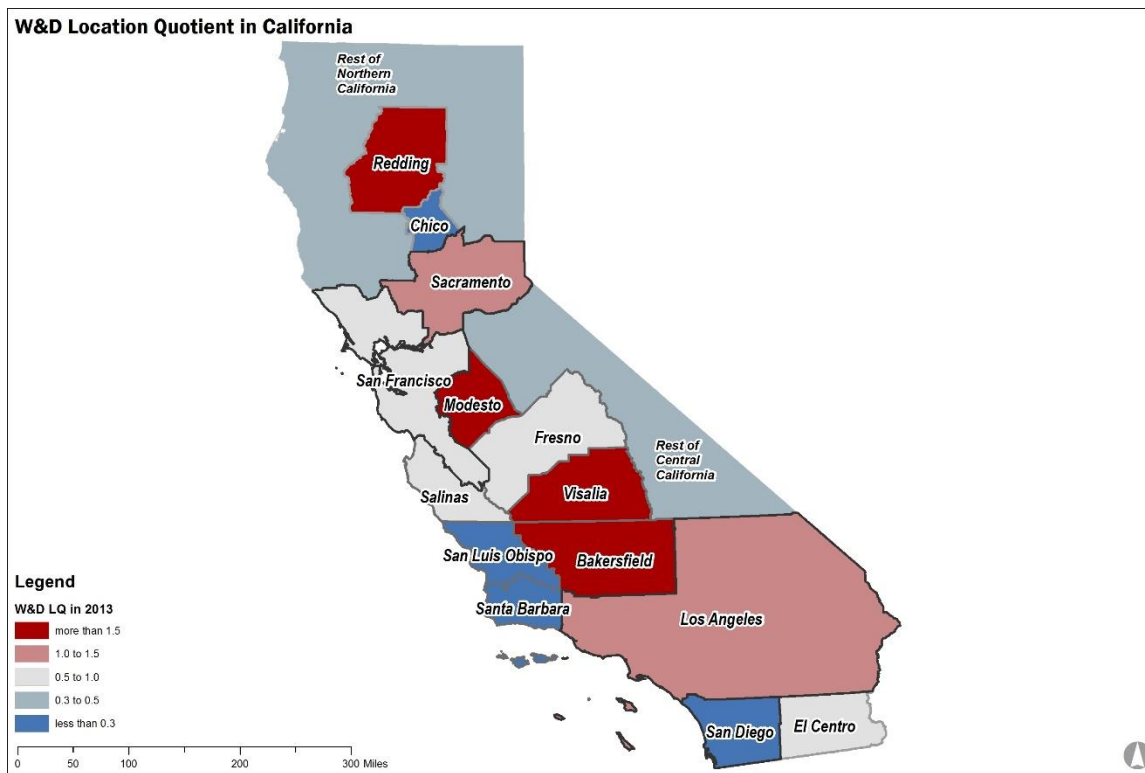 W&D Location Quotient in California
Rest of
Northern
California
Redding
Chico
Sacramento
San Francisco
Modesto
Fresno
Rest of
Central
California
Salinas
Visalia
San Luis Obispo
Bakersfield
Santa Barbara
Los Angeles
San Diego
El Centro
Legend
W&D LQ in 2013
more than 1.5
1.0 to 1.5
0.5 to 1.0
0.3 to 0.5
less than 0.3
0 50 100 200 300 Miles